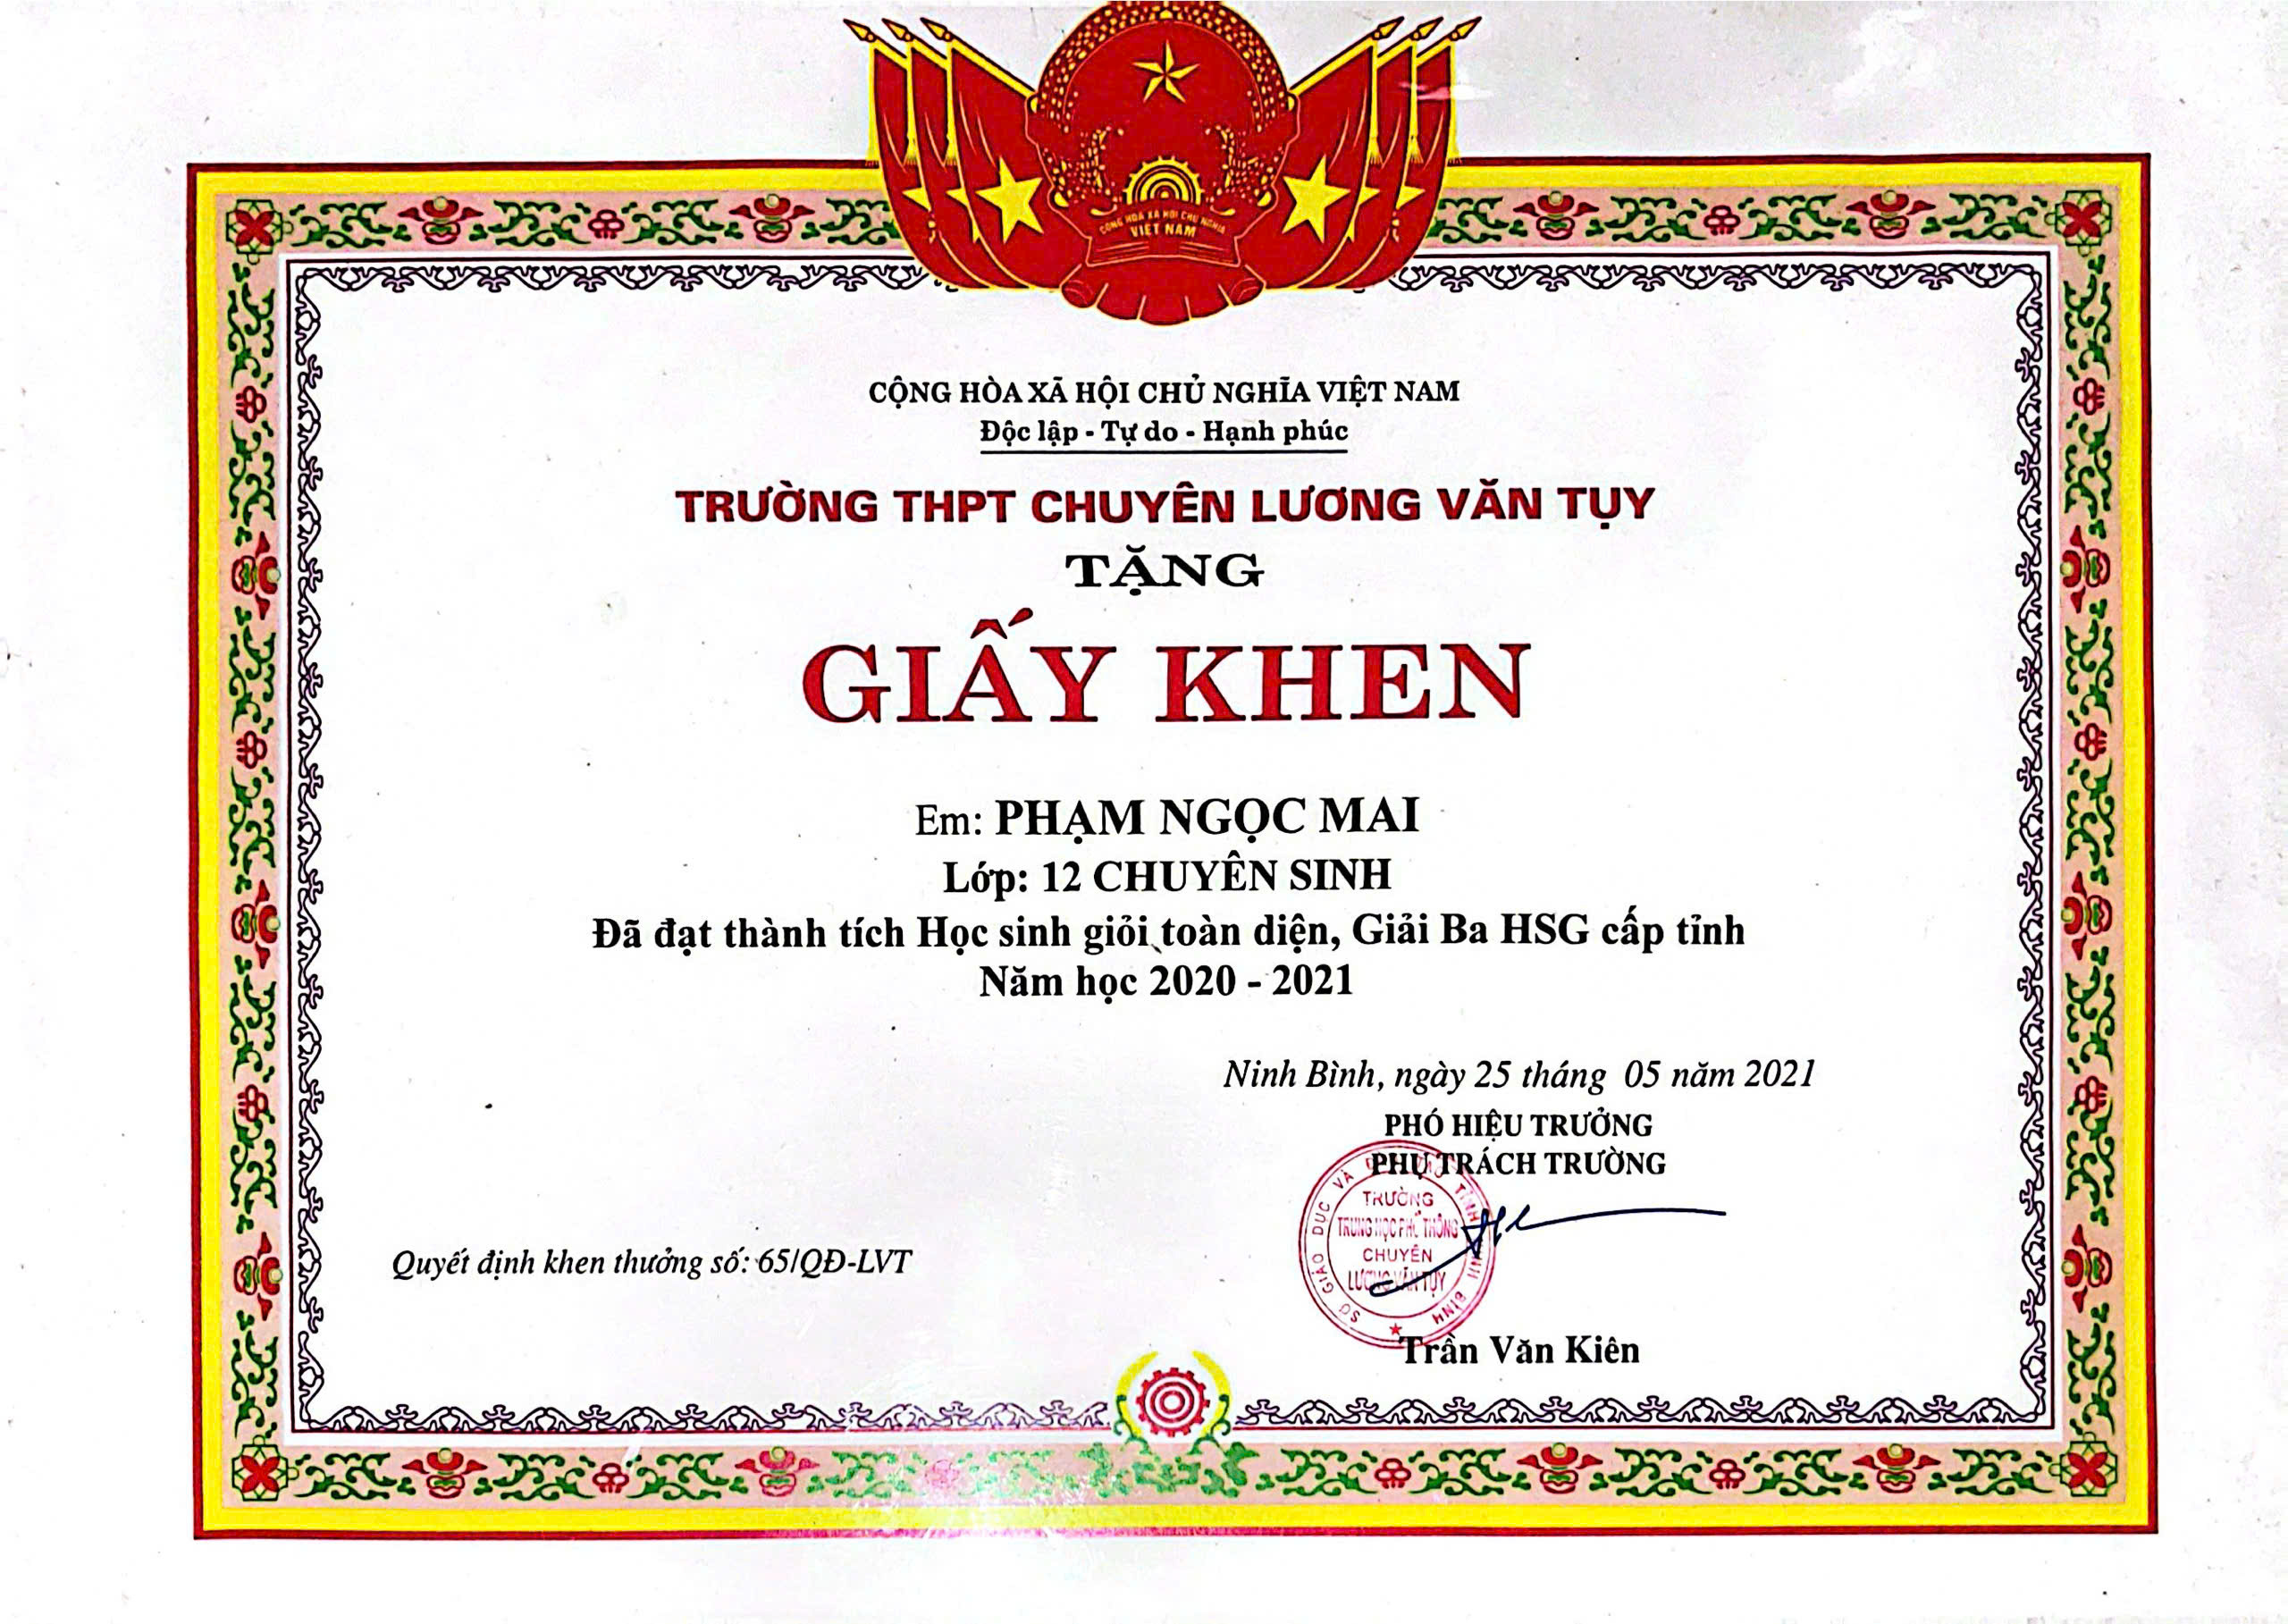 CỘNG HOÀ XÃ HỘI CHỦ NGHĨA
VIỆT NAM
CỘNG HÒA XÃ HỘI CHỦ NGHĨA VIỆT NAM
Độc lập - Tự do - Hạnh phúc
TRƯỜNG THPT CHUYÊN LƯƠNG VĂN TỤY
TẶNG
GIẤY KHEN
Em: PHẠM NGỌC MAI
Lớp: 12 CHUYÊN SINH
Đã đạt thành tích Học sinh giỏi toàn diện, Giải Ba HSG cấp tỉnh
Năm học 2020 - 2021
Ninh Bình, ngày 25 tháng 05 năm 2021
PHÓ HIỆU TRƯỞNG
PHỤ TRÁCH TRƯỜNG
SỞ GIÁO DỤC VÀ ĐÀO TẠO TỈNH NINH BÌNH
TRƯỜNG
TRUNG HỌC PHỔ THÔNG
CHUYÊN
LƯƠNG VĂN TỤY
Quyết định khen thưởng số: 65/QĐ-LVT
Trần Văn Kiên